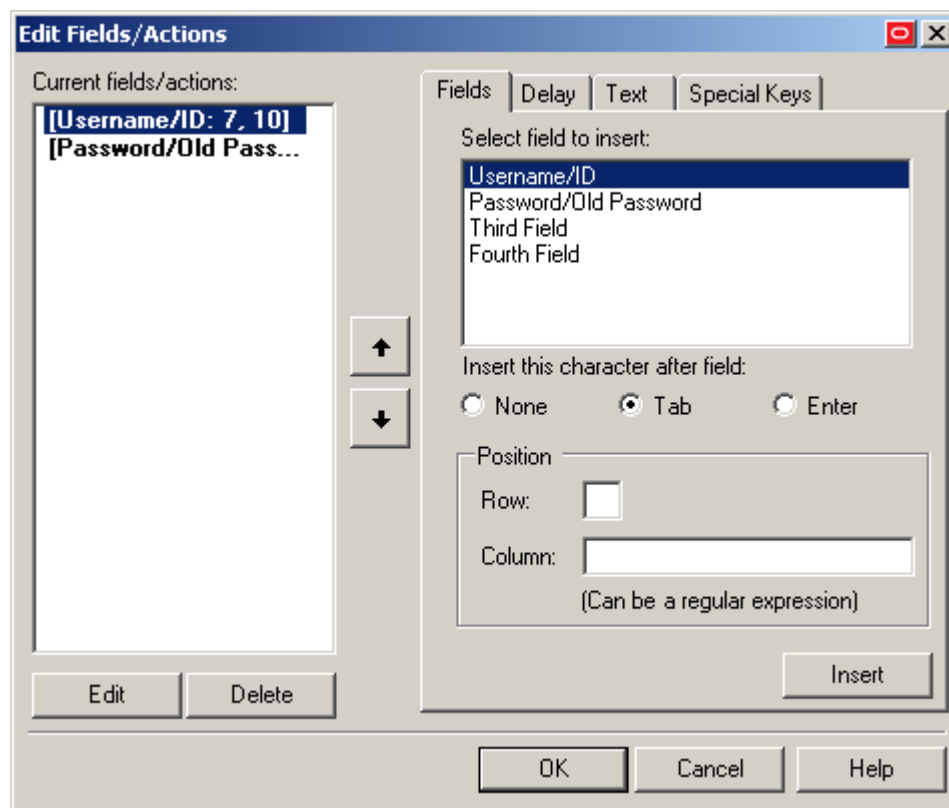 Edit Fields/Actions
Current fields/actions:
[Username/ID: 7, 10]
[Password/Old Pass...
Edit Delete
Fields Delay Text Special Keys
Select field to insert:
Username/ID
Password/Old Password
Third Field
Fourth Field
Insert this character after field:
None Tab Enter
Position
Row:
Column:
(Can be a regular expression)
Insert
OK Cancel Help